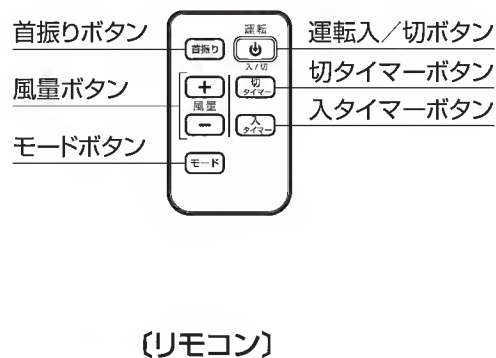 首振りボタン
風量ボタン
モードボタン
運転
首振り
入/切
+
切
タイマー
風量
−
入
タイマー
モード
運転入／切ボタン
切タイマーボタン
入タイマーボタン
〔リモコン〕